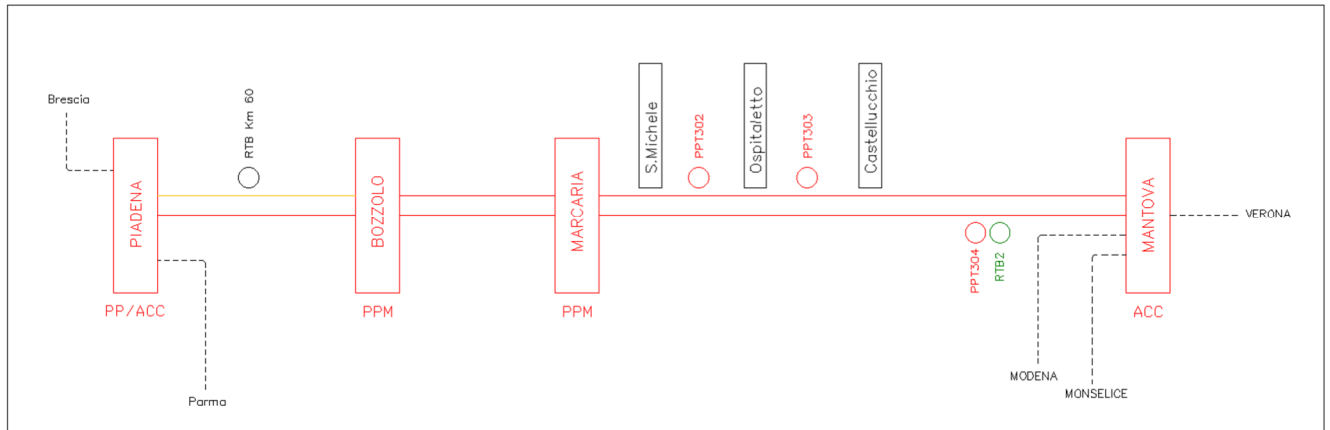 Brescia
RTB Km 60
S.Michele
PPT302
Ospitaletto
PPT303
Castellucchio
PIADENA
BOZZOLO
MARCARIA
MANTOVA
VERONA
PPT304
RTB2
PP/ACC
PPM
PPM
ACC
MODENA
MONSELICE
Parma